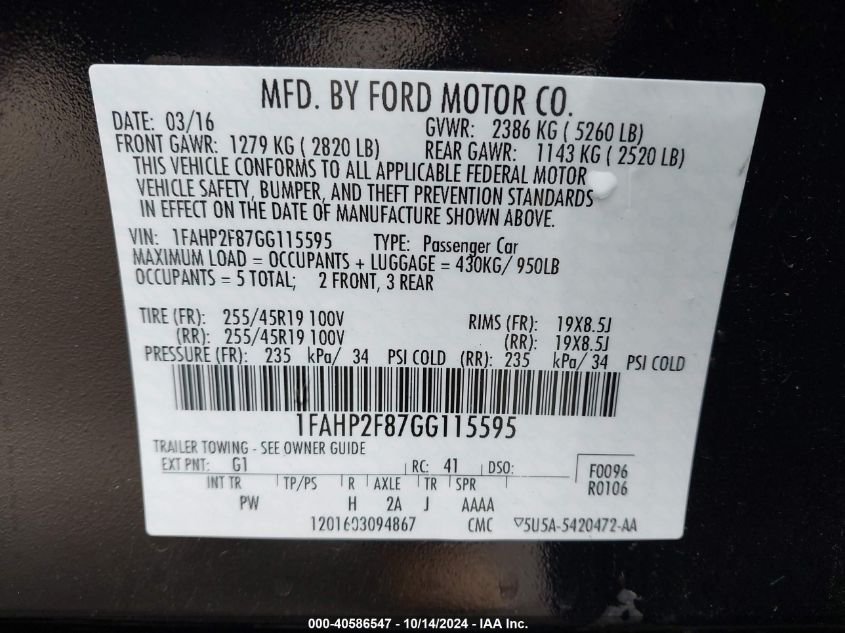 MFD. BY FORD MOTOR CO.
DATE: 03/16 GVWR: 2386 KG ( 5260 LB)
FRONT GAWR: 1279 KG ( 2820 LB) REAR GAWR: 1143 KG ( 2520 LB)
THIS VEHICLE CONFORMS TO ALL APPLICABLE FEDERAL MOTOR
VEHICLE SAFETY, BUMPER, AND THEFT PREVENTION STANDARDS
IN EFFECT ON THE DATE OF MANUFACTURE SHOWN ABOVE.
VIN: 1FAHP2F87GG115595 TYPE: Passenger Car
MAXIMUM LOAD = OCCUPANTS + LUGGAGE = 430KG/ 950LB
OCCUPANTS = 5 TOTAL; 2 FRONT, 3 REAR
TIRE (FR): 255/45R19 100V RIMS (FR): 19X8.5J
(RR): 255/45R19 100V (RR): 19X8.5J
PRESSURE (FR): 235 kPa/ 34 PSI COLD (RR): 235 kPa/ 34 PSI COLD
1FAHP2F87GG115595
TRAILER TOWING - SEE OWNER GUIDE
EXT PNT: G1 RC: 41 DSO: F0096
INT TR TP/PS R AXLE TR SPR R0106
PW H 2A J AAAA
1201603094867 CMC ▽5U5A-5420472-AA
000-40586547 - 10/14/2024 - IAA Inc.